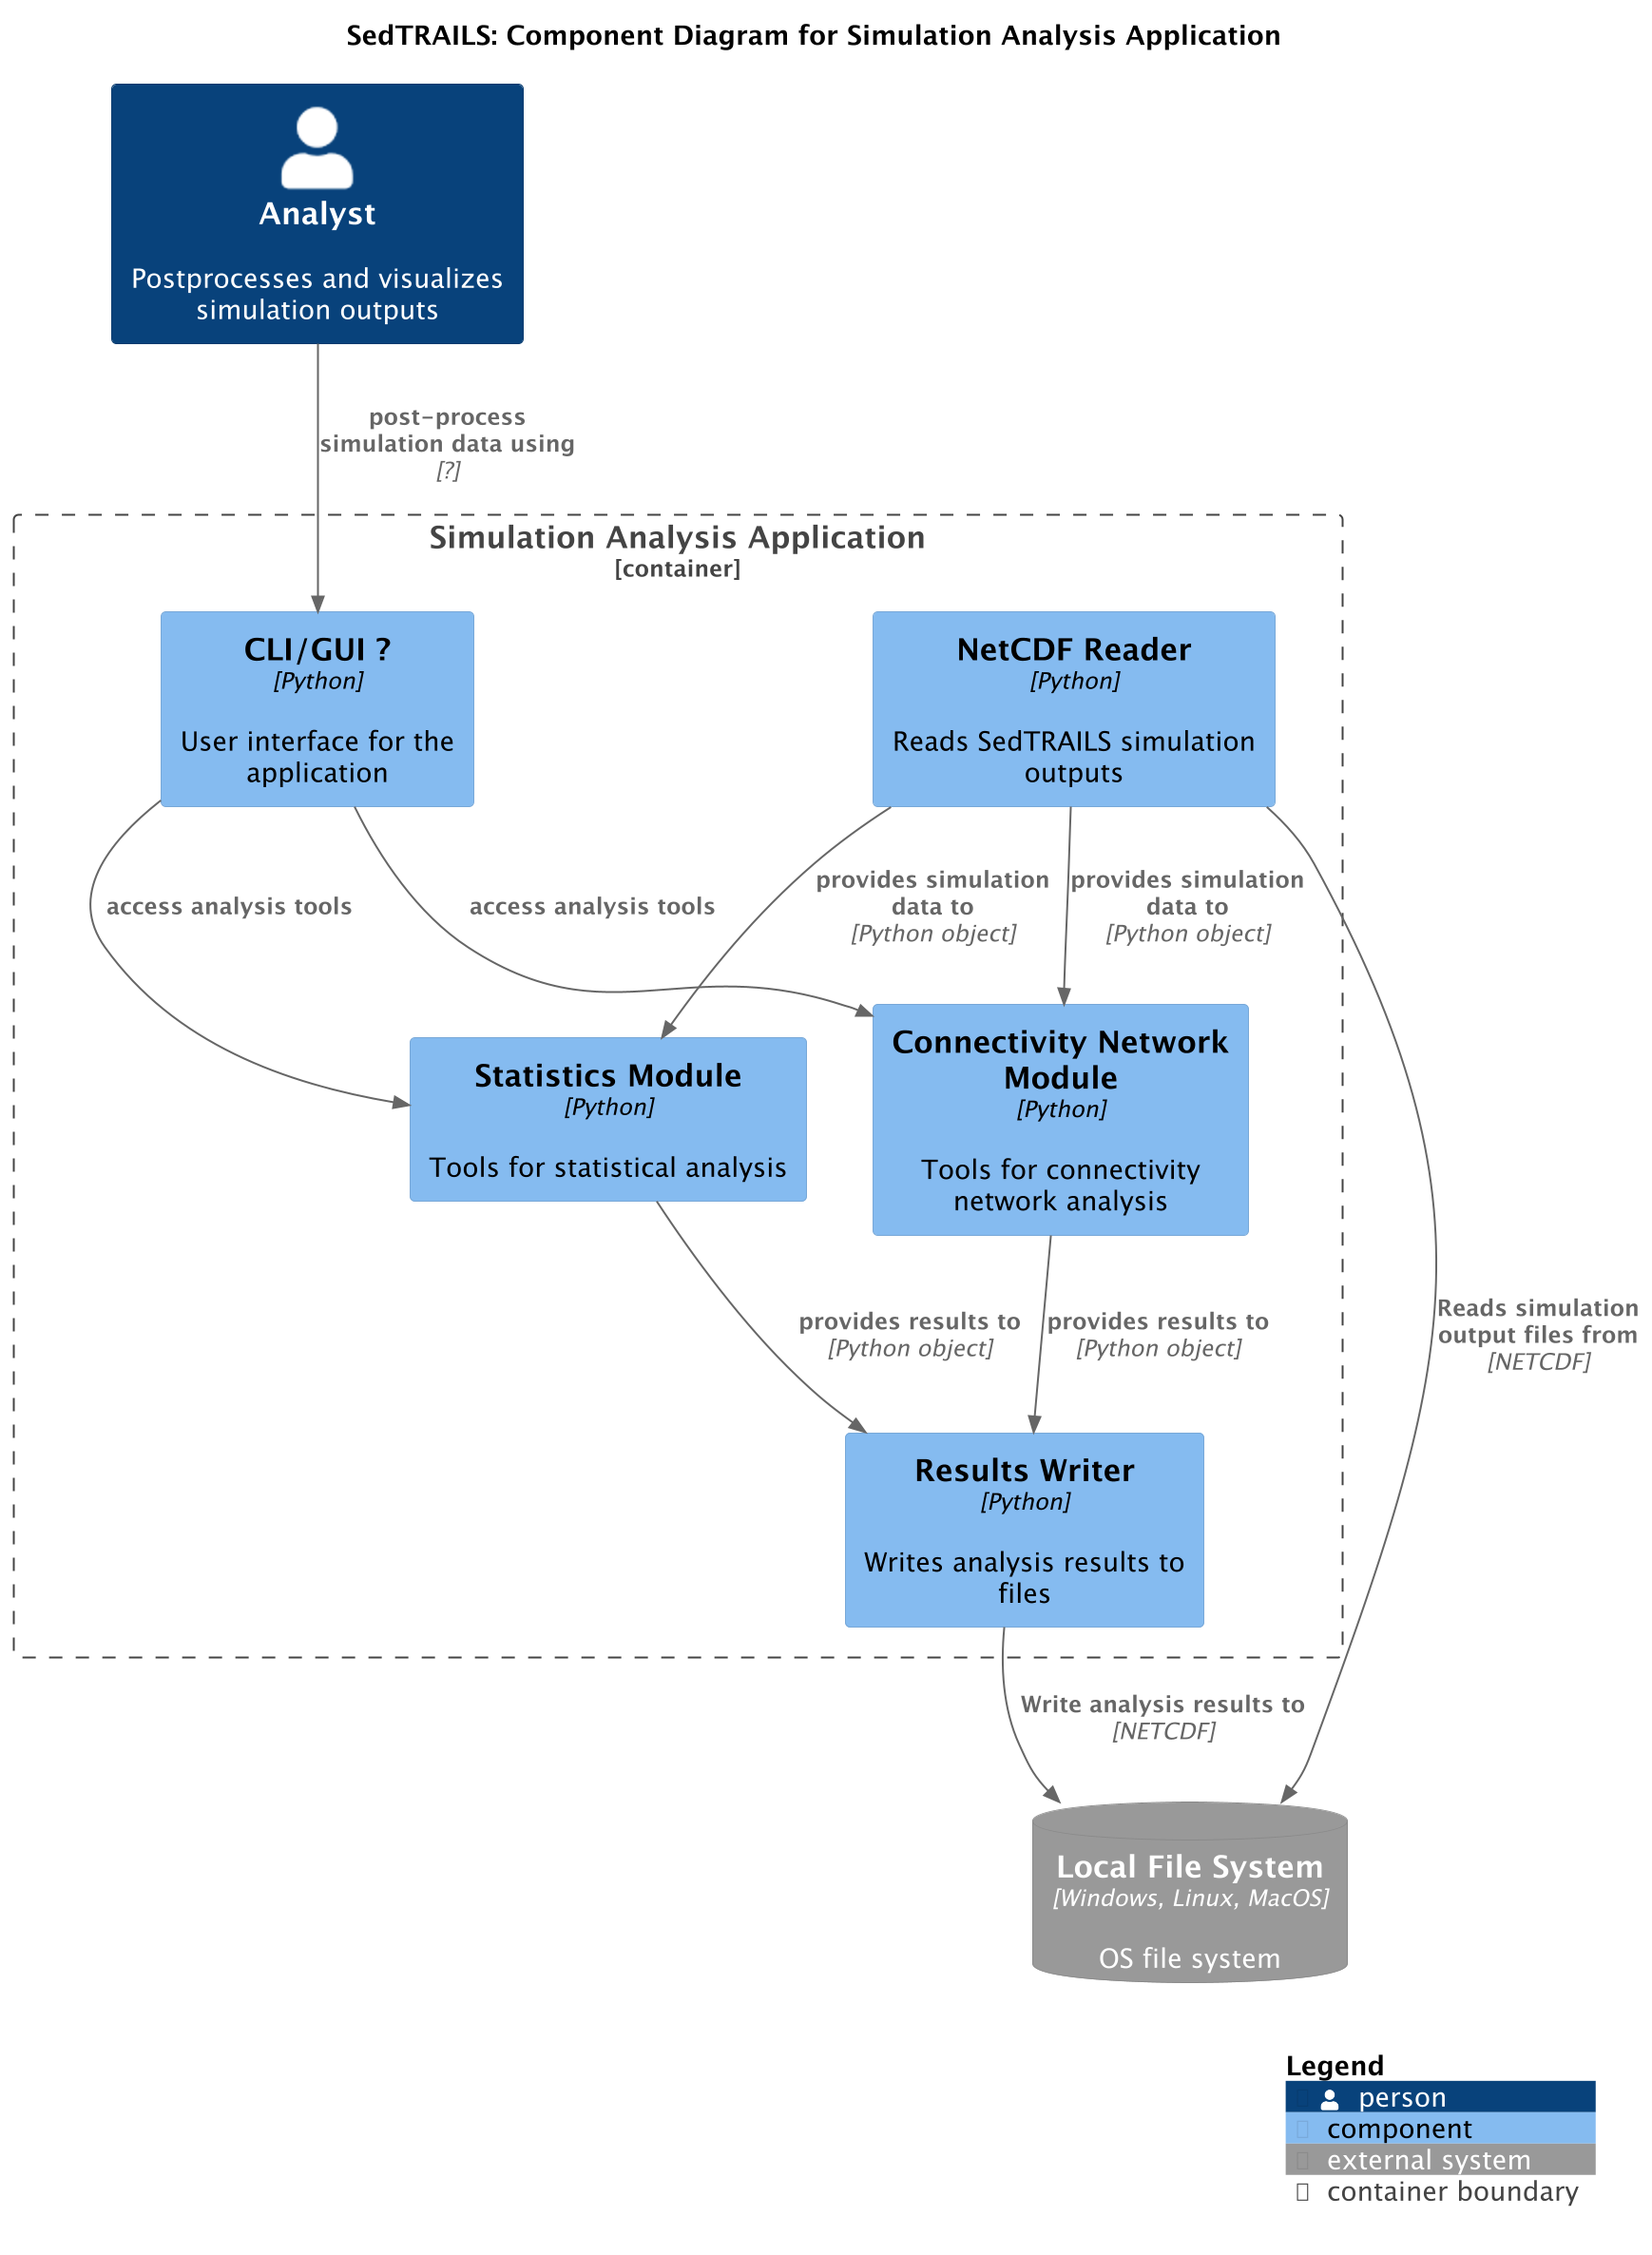 SedTRAILS: Component Diagram for Simulation Analysis Application
Analyst
Postprocesses and visualizes
simulation outputs
post-process
simulation data using
[?]
Simulation Analysis Application
[container]
CLI/GUI ?
[Python]
User interface for the
application
NetCDF Reader
[Python]
Reads SedTRAILS simulation
outputs
access analysis tools
access analysis tools
provides simulation
data to
[Python object]
provides simulation
data to
[Python object]
Statistics Module
[Python]
Tools for statistical analysis
Connectivity Network
Module
[Python]
Tools for connectivity
network analysis
provides results to
[Python object]
provides results to
[Python object]
Reads simulation
output files from
[NETCDF]
Results Writer
[Python]
Writes analysis results to
files
Write analysis results to
[NETCDF]
Local File System
[Windows, Linux, MacOS]
OS file system
Legend
person
component
external system
container boundary